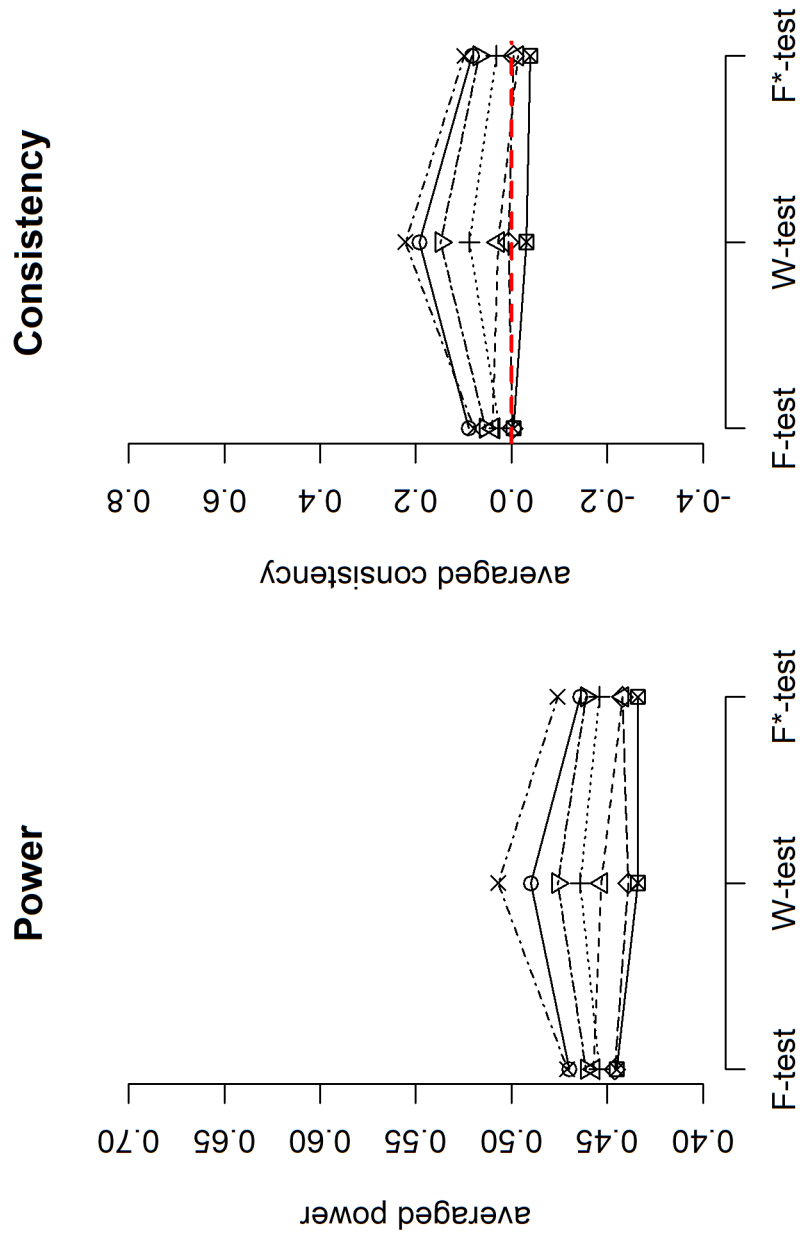 Power
averaged power
0.70
0.65
0.60
0.55
0.50
0.45
0.40
F-test
W-test
F*-test
Consistency
averaged consistency
0.8
0.6
0.4
0.2
0.0
-0.2
-0.4
F-test
W-test
F*-test